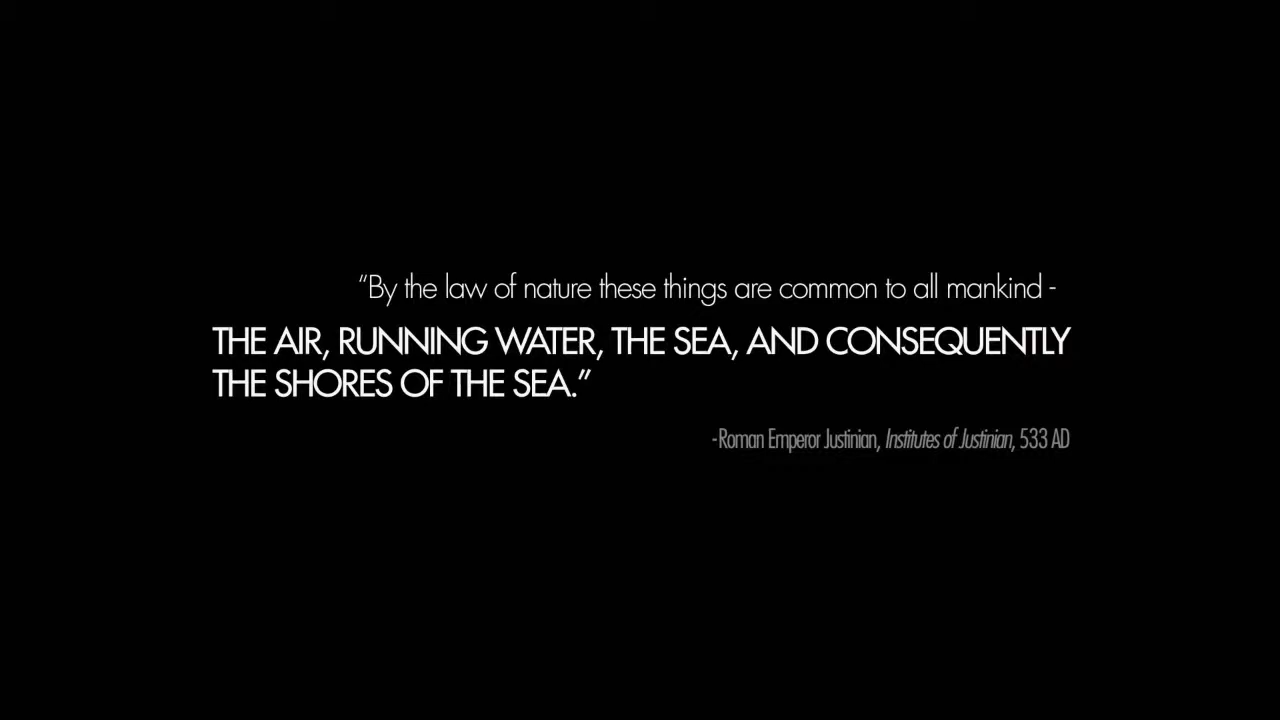 “By the law of nature these things are common to all mankind -
THE AIR, RUNNING WATER, THE SEA, AND CONSEQUENTLY
THE SHORES OF THE SEA.”
-Roman Emperor Justinian, Institutes of Justinian, 533 AD